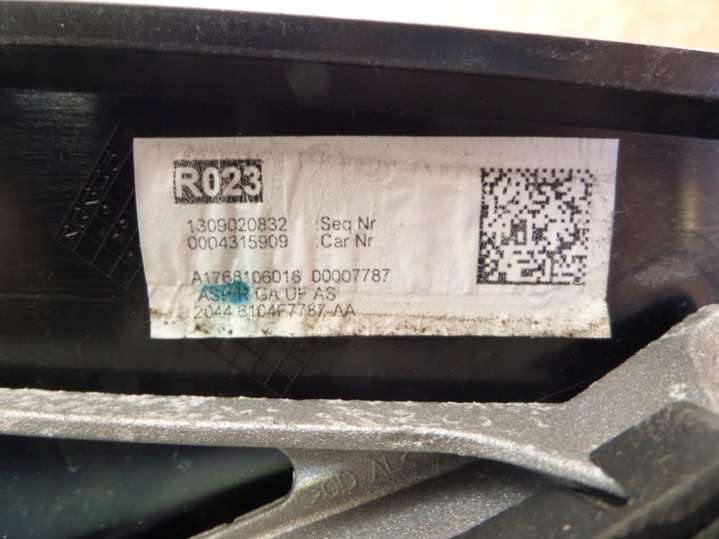 R023
1309020832 :Seq Nr
0004315909 :Car Nr
A1768106016 00007787
ASP R GA UF AS
2044.8104F7787-AA